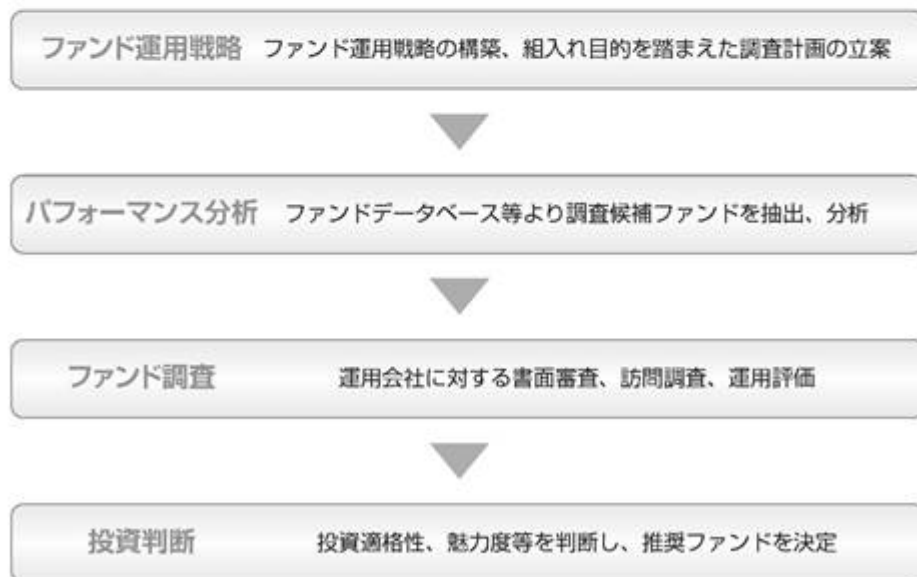 ファンド運用戦略 ファンド運用戦略の構築、組入れ目的を踏まえた調査計画の立案
パフォーマンス分析 ファンドデータベース等より調査候補ファンドを抽出、分析
ファンド調査 運用会社に対する書面審査、訪問調査、運用評価
投資判断 投資適格性、魅力度等を判断し、推奨ファンドを決定